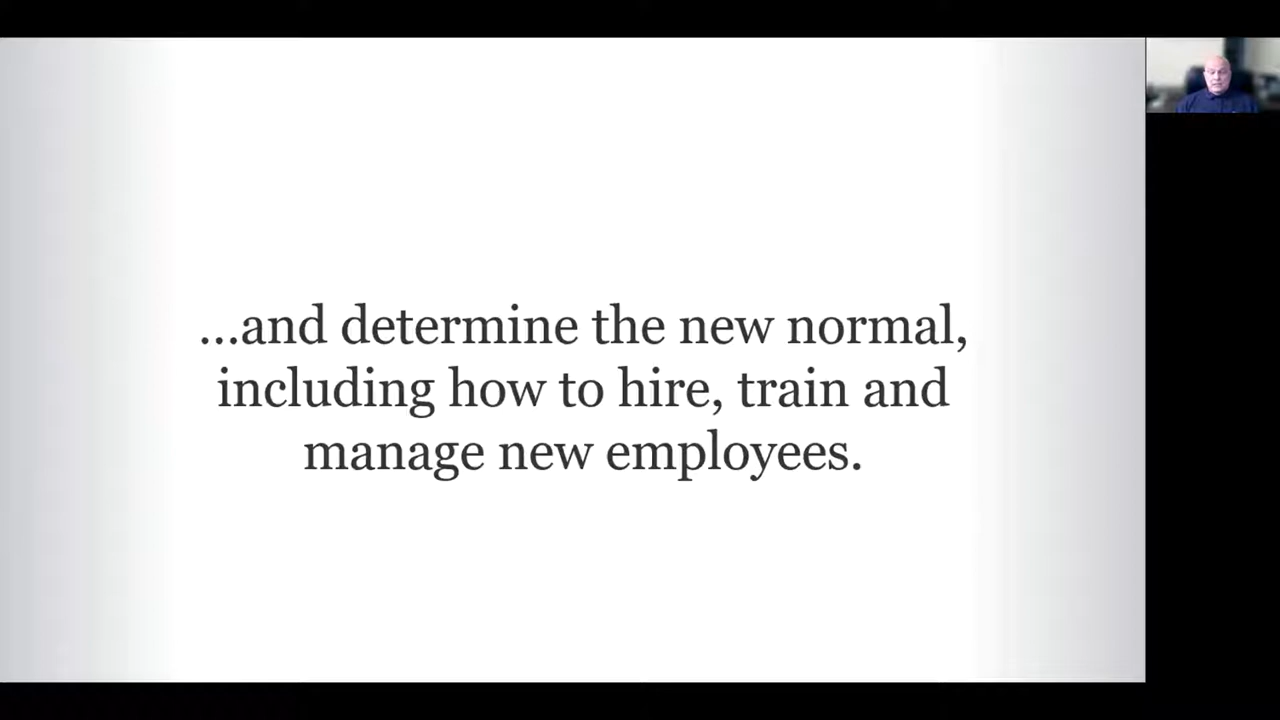 ...and determine the new normal,
including how to hire, train and
manage new employees.